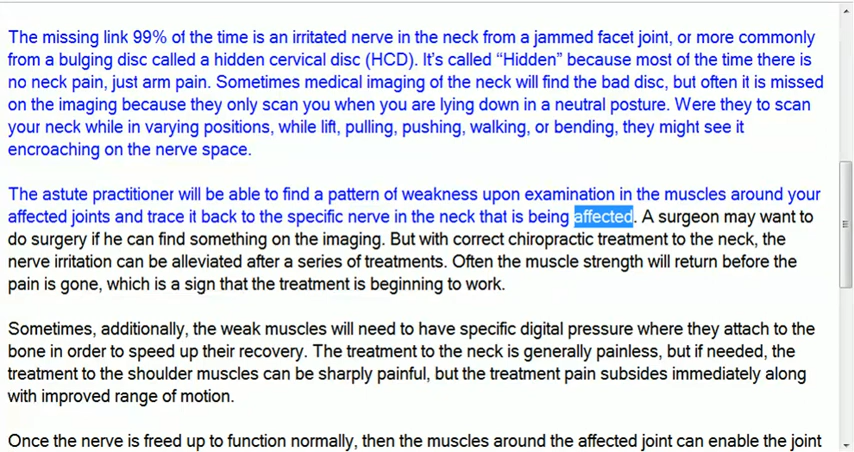 The missing link 99% of the time is an irritated nerve in the neck from a jammed facet joint, or more commonly
from a bulging disc called a hidden cervical disc (HCD). It's called “Hidden” because most of the time there is
no neck pain, just arm pain. Sometimes medical imaging of the neck will find the bad disc, but often it is missed
on the imaging because they only scan you when you are lying down in a neutral posture. Were they to scan
your neck while in varying positions, while lift, pulling, pushing, walking, or bending, they might see it
encroaching on the nerve space.
The astute practitioner will be able to find a pattern of weakness upon examination in the muscles around your
affected joints and trace it back to the specific nerve in the neck that is being affected. A surgeon may want to
do surgery if he can find something on the imaging. But with correct chiropractic treatment to the neck, the
nerve irritation can be alleviated after a series of treatments. Often the muscle strength will return before the
pain is gone, which is a sign that the treatment is beginning to work.
Sometimes, additionally, the weak muscles will need to have specific digital pressure where they attach to the
bone in order to speed up their recovery. The treatment to the neck is generally painless, but if needed, the
treatment to the shoulder muscles can be sharply painful, but the treatment pain subsides immediately along
with improved range of motion.
Once the nerve is freed up to function normally, then the muscles around the affected joint can enable the joint